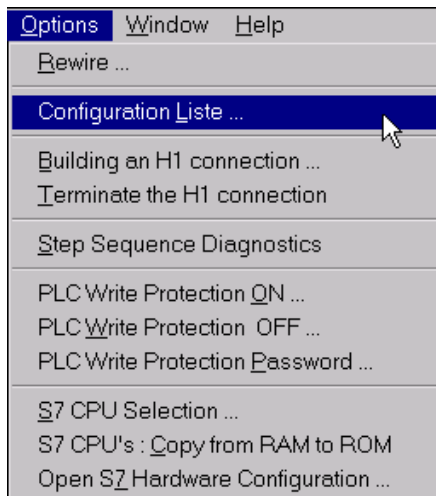 Options Window Help
Rewire ...
Configuration Liste ...
Building an H1 connection ...
Terminate the H1 connection
Step Sequence Diagnostics
PLC Write Protection ON ...
PLC Write Protection OFF ...
PLC Write Protection Password ...
S7 CPU Selection ...
S7 CPU's : Copy from RAM to ROM
Open S7 Hardware Configuration ...